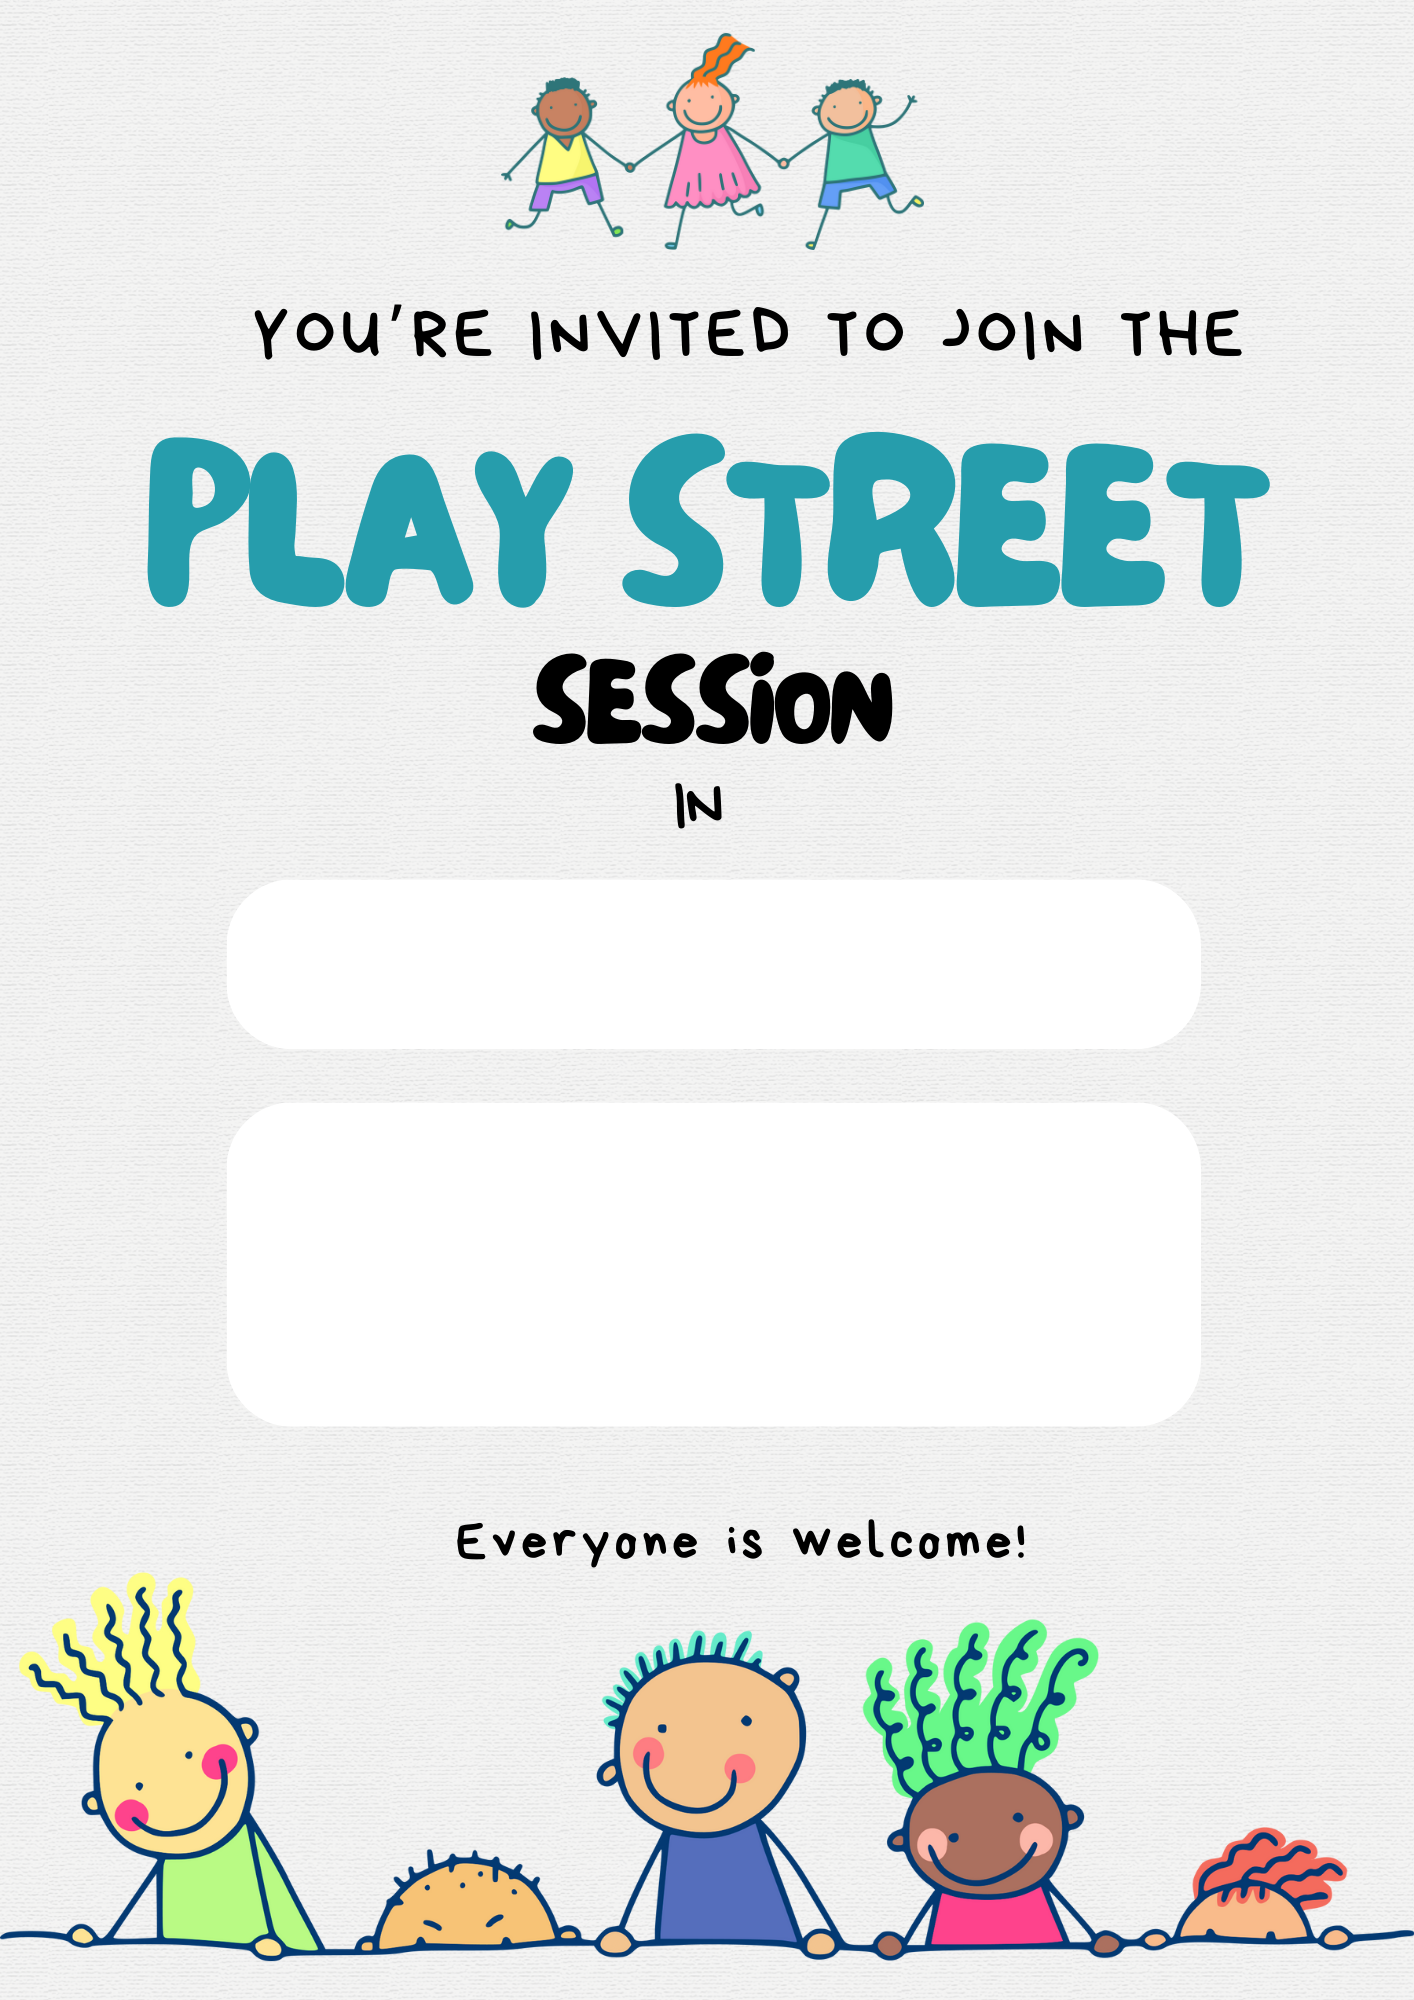 YOU'RE INVITED TO JOIN THE
PLAY STREET
SESSiON
IN
Everyone is welcome!